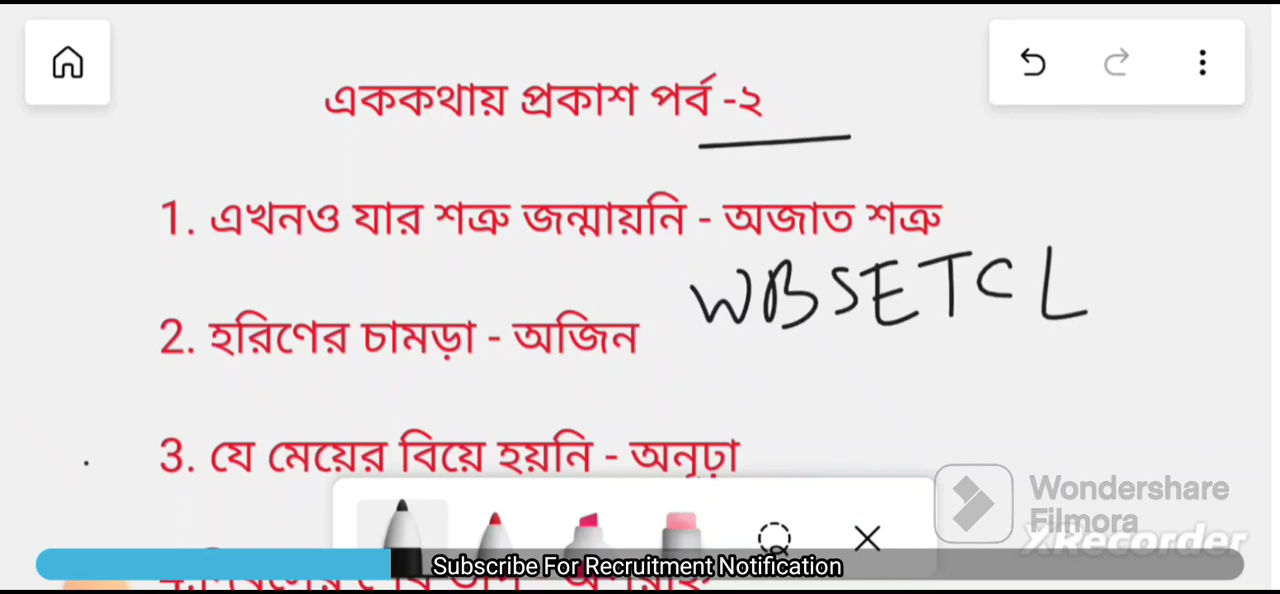 এককথায় প্রকাশ পর্ব -২
1. এখনও যার শত্রু জন্মায়নি - অজাত শত্রু
WBSETCL
2. হরিণের চামড়া - অজিন
3. যে মেয়ের বিয়ে হয়নি - অনূঢ়া
Wondershare
Filmora
XRecorder
Subscribe For Recruitment Notification